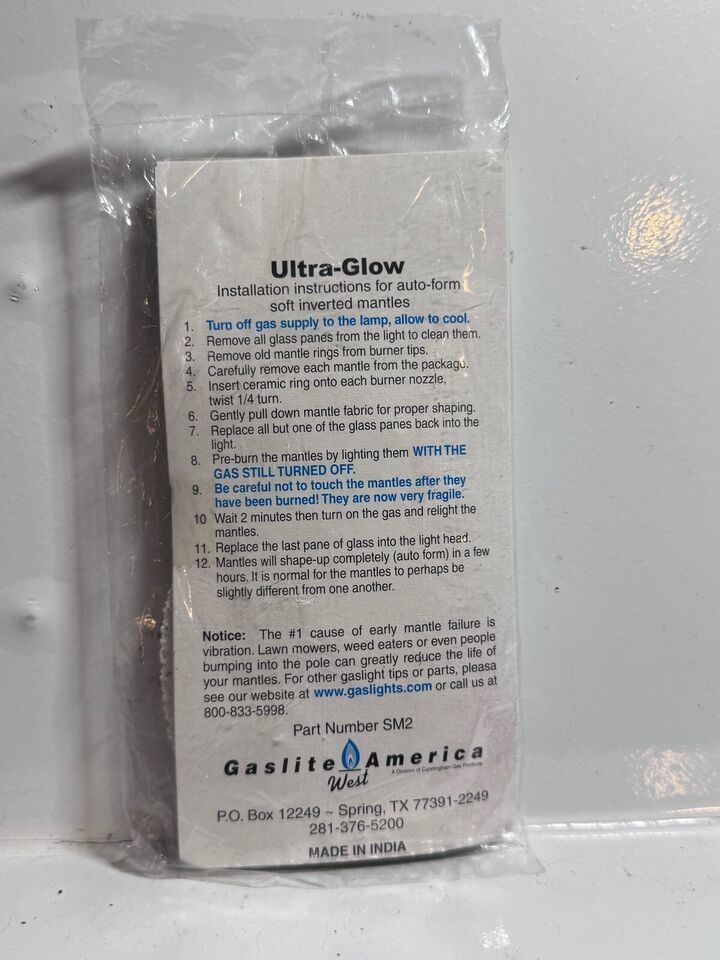 Ultra-Glow
Installation instructions for auto-form
soft inverted mantles
1. Turn off gas supply to the lamp, allow to cool.
2. Remove all glass panes from the light to clean them.
3. Remove old mantle rings from burner tips.
4. Carefully remove each mantle from the package.
5. Insert ceramic ring onto each burner nozzle,
twist 1/4 turn.
6. Gently pull down mantle fabric for proper shaping.
7. Replace all but one of the glass panes back into the
light.
8. Pre-burn the mantles by lighting them WITH THE
GAS STILL TURNED OFF.
9. Be careful not to touch the mantles after they
have been burned! They are now very fragile.
10 Wait 2 minutes then turn on the gas and relight the
mantles.
11. Replace the last pane of glass into the light head.
12. Mantles will shape-up completely (auto form) in a few
hours. It is normal for the mantles to perhaps be
slightly different from one another.
Notice: The #1 cause of early mantle failure is
vibration. Lawn mowers, weed eaters or even people
bumping into the pole can greatly reduce the life of
your mantles. For other gaslight tips or parts, pleasa
see our website at www.gaslights.com or call us at
800-833-5998.
Part Number SM2
Gaslite America
A Division of Cunningham Gas Products
West
P.O. Box 12249 ~ Spring, TX 77391-2249
281-376-5200
MADE IN INDIA